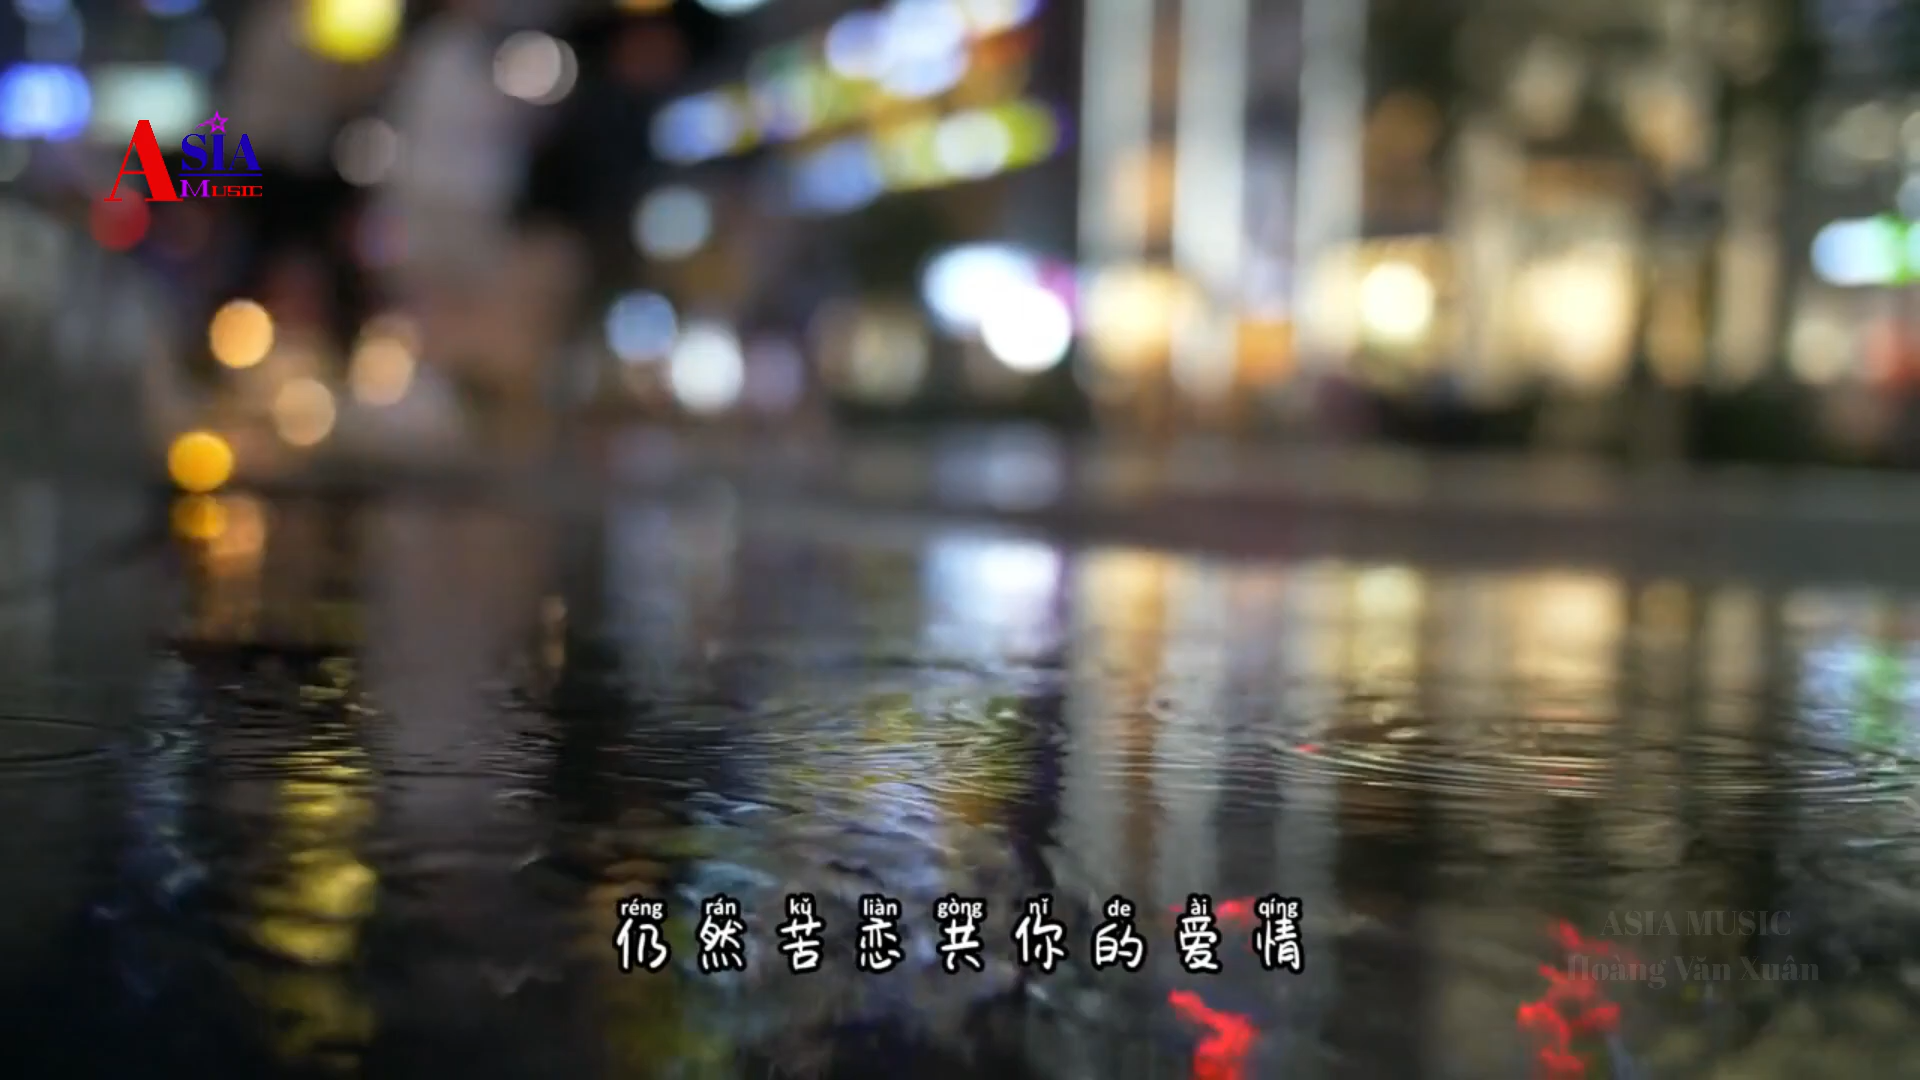 ASIA
MUSIC
réng rán kǔ liàn gòng nǐ de ài qíng
仍然苦恋共你的爱情
ASIA MUSIC
Hoàng Văn Xuân